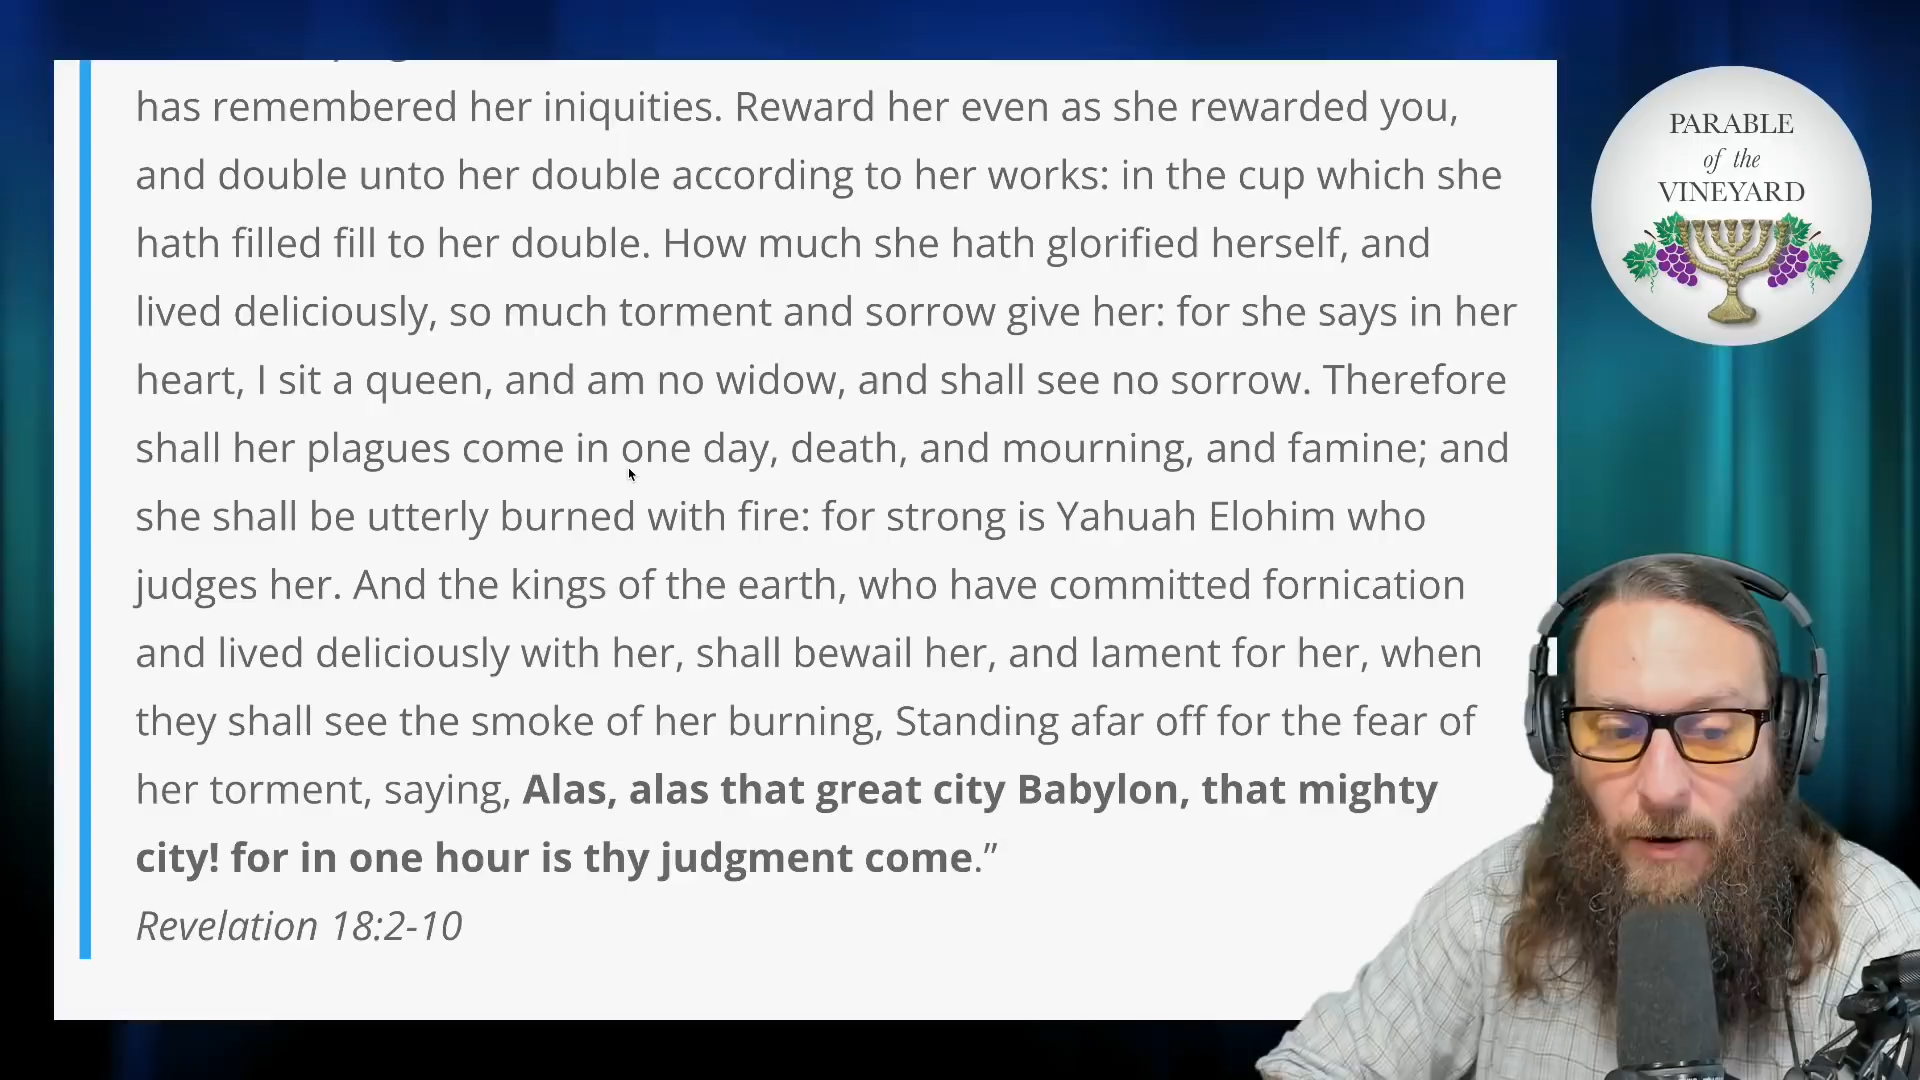 has remembered her iniquities. Reward her even as she rewarded you,
and double unto her double according to her works: in the cup which she
hath filled fill to her double. How much she hath glorified herself, and
lived deliciously, so much torment and sorrow give her: for she says in her
heart, I sit a queen, and am no widow, and shall see no sorrow. Therefore
shall her plagues come in one day, death, and mourning, and famine; and
she shall be utterly burned with fire: for strong is Yahuah Elohim who
judges her. And the kings of the earth, who have committed fornication
and lived deliciously with her, shall bewail her, and lament for her, when
they shall see the smoke of her burning, Standing afar off for the fear of
her torment, saying, Alas, alas that great city Babylon, that mighty
city! for in one hour is thy judgment come.”
Revelation 18:2-10
PARABLE
of the
VINEYARD